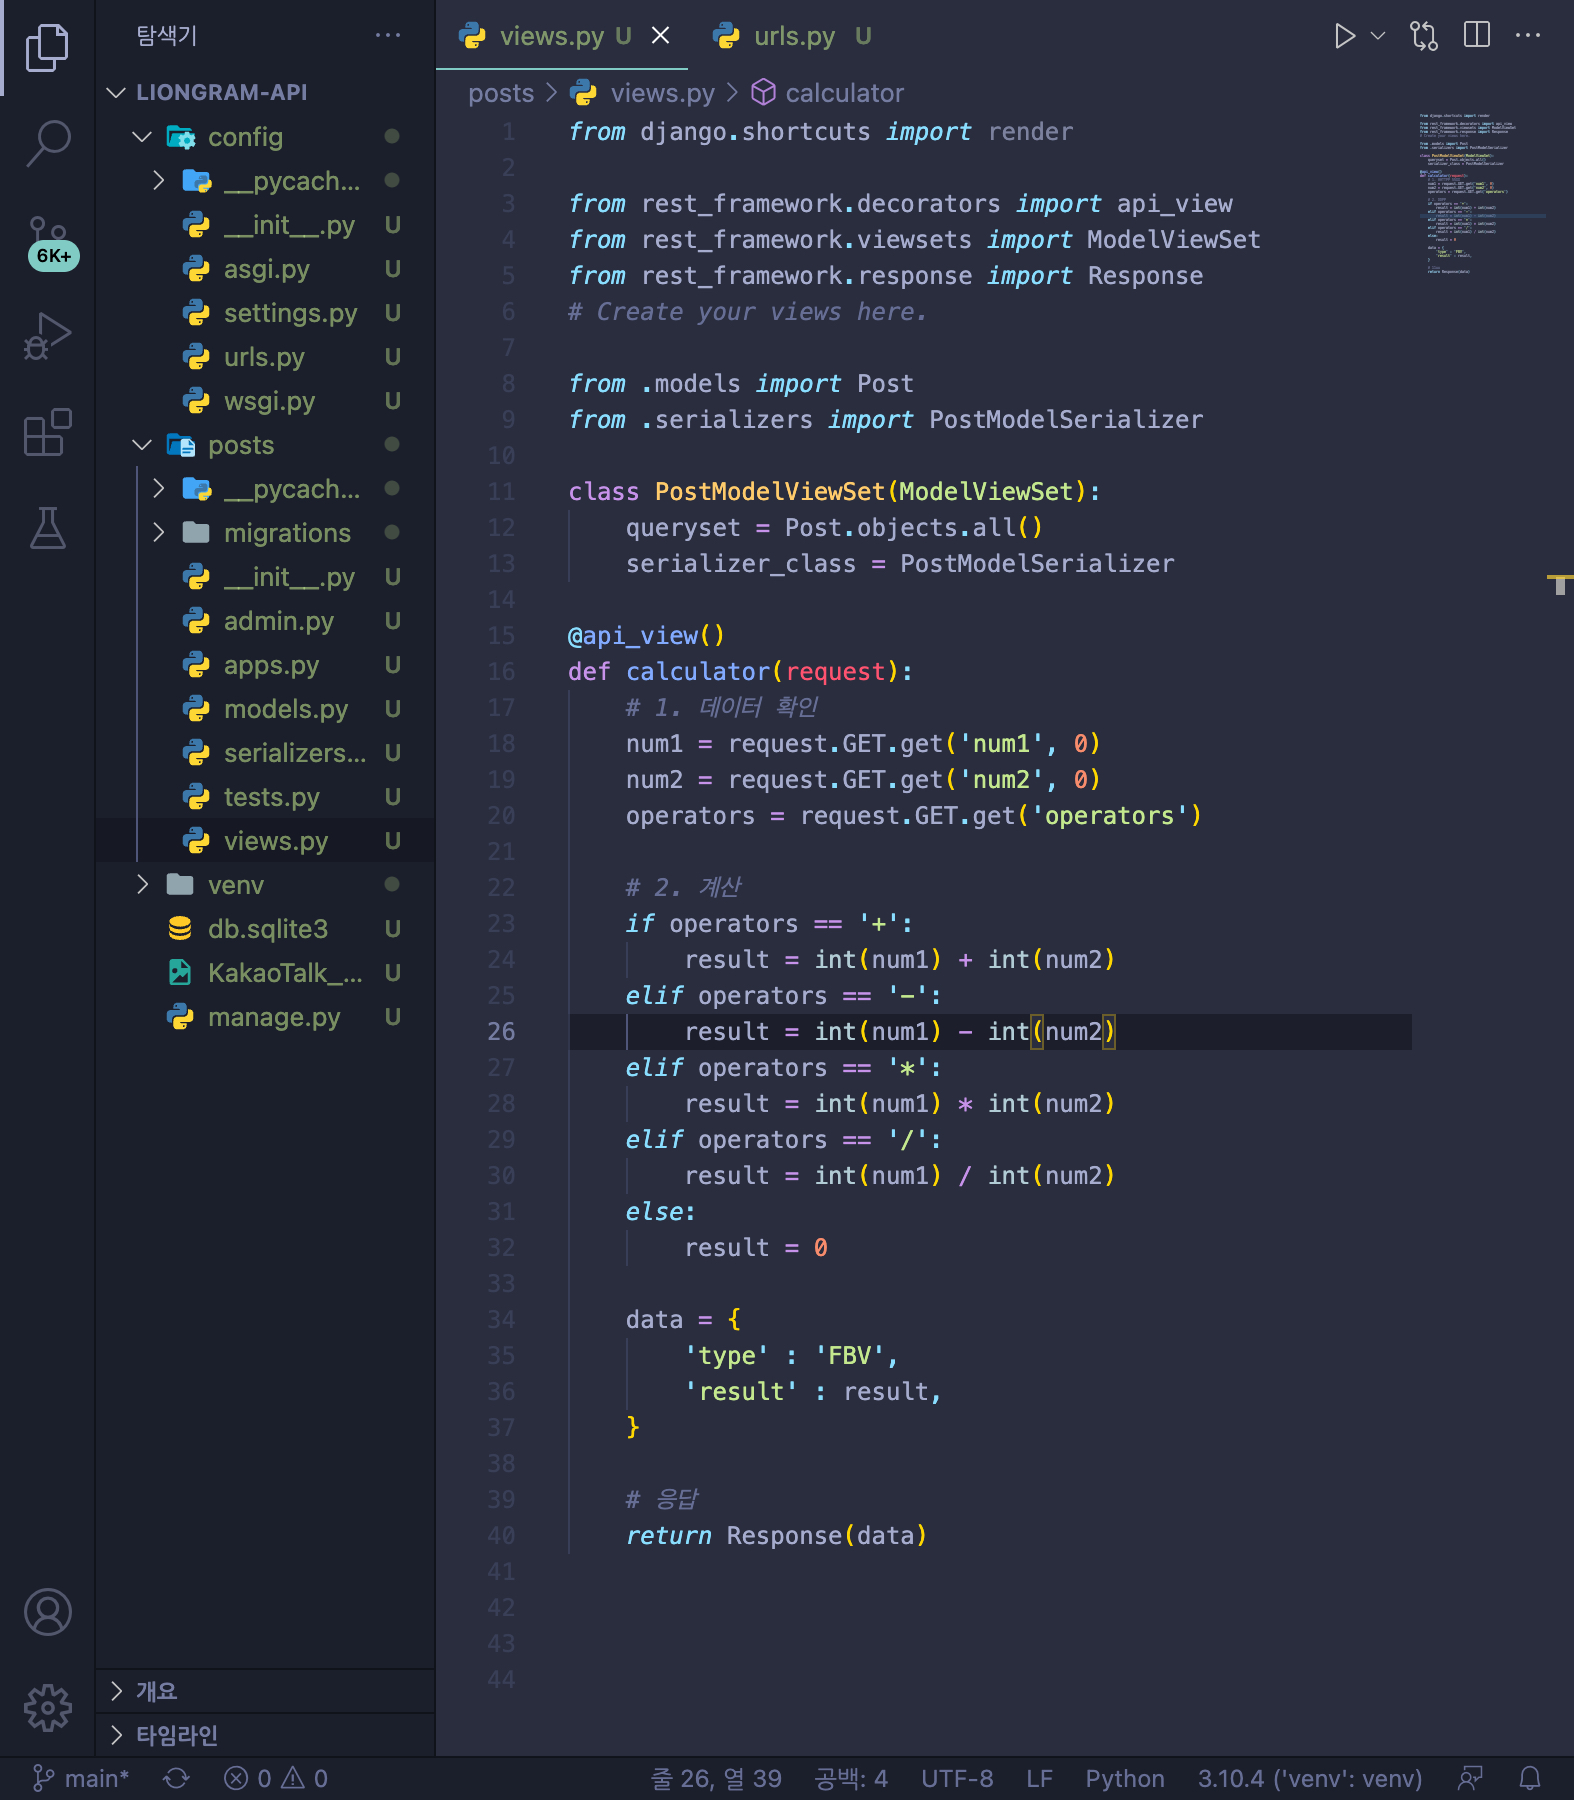 탐색기
LIONGRAM-API
config
__pycach...
__init__.py U
asgi.py U
settings.py U
urls.py U
wsgi.py U
posts
__pycach...
migrations
__init__.py U
admin.py U
apps.py U
models.py U
serializers... U
tests.py U
views.py U
venv
db.sqlite3 U
KakaoTalk_... U
manage.py U
개요
타임라인
6K+
views.py U
urls.py U
posts > views.py > calculator
1 from django.shortcuts import render
2
3 from rest_framework.decorators import api_view
4 from rest_framework.viewsets import ModelViewSet
5 from rest_framework.response import Response
6 # Create your views here.
7
8 from .models import Post
9 from .serializers import PostModelSerializer
10
11 class PostModelViewSet(ModelViewSet):
12     queryset = Post.objects.all()
13     serializer_class = PostModelSerializer
14
15 @api_view()
16 def calculator(request):
17     # 1. 데이터 확인
18     num1 = request.GET.get('num1', 0)
19     num2 = request.GET.get('num2', 0)
20     operators = request.GET.get('operators')
21
22     # 2. 계산
23     if operators == '+':
24         result = int(num1) + int(num2)
25     elif operators == '-':
26         result = int(num1) - int(num2)
27     elif operators == '*':
28         result = int(num1) * int(num2)
29     elif operators == '/':
30         result = int(num1) / int(num2)
31     else:
32         result = 0
33
34     data = {
35         'type' : 'FBV',
36         'result' : result,
37     }
38
39     # 응답
40     return Response(data)
41
42
43
44
main* 0 0 줄 26, 열 39 공백: 4 UTF-8 LF Python 3.10.4 ('venv': venv)